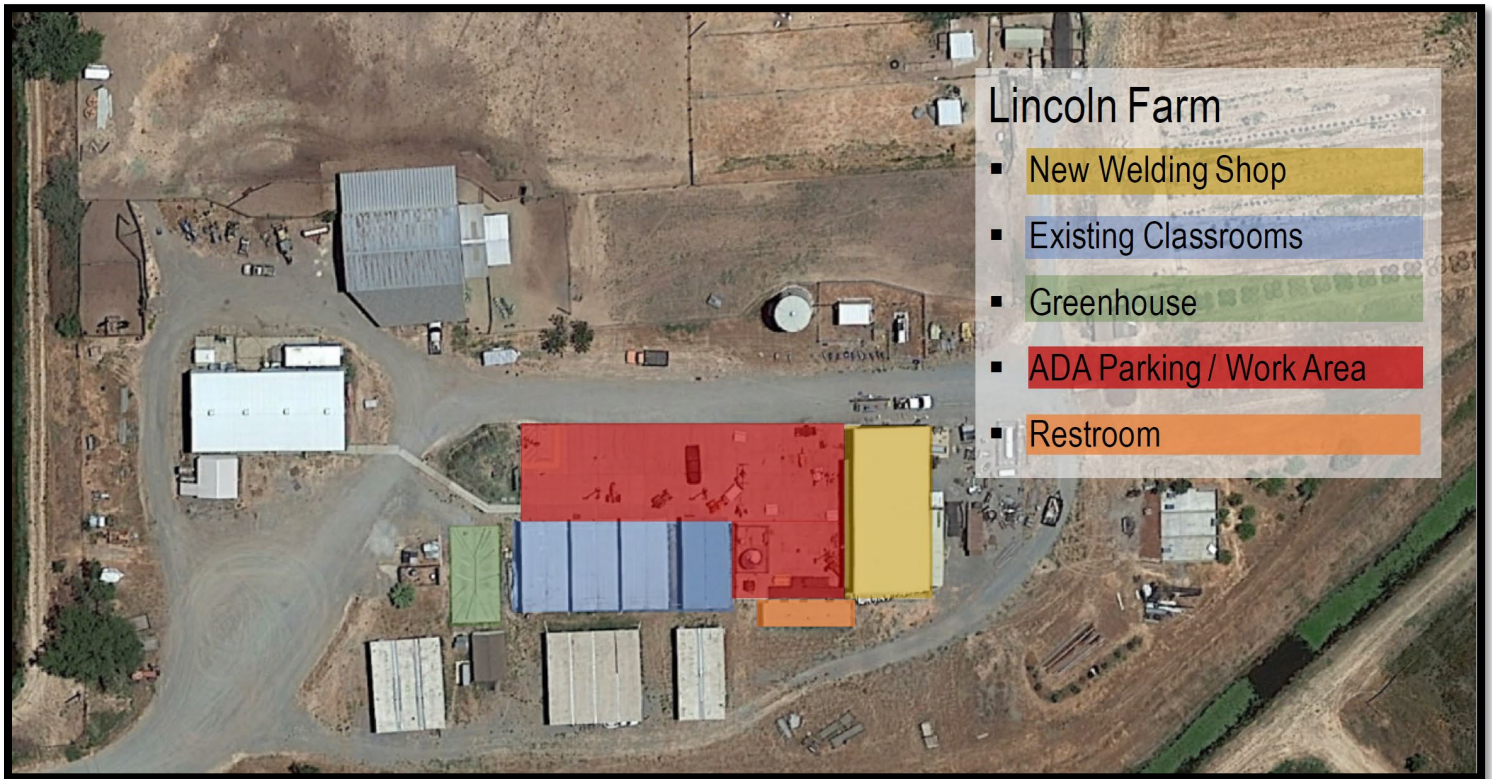 Lincoln Farm
▪ New Welding Shop
▪ Existing Classrooms
▪ Greenhouse
▪ ADA Parking / Work Area
▪ Restroom